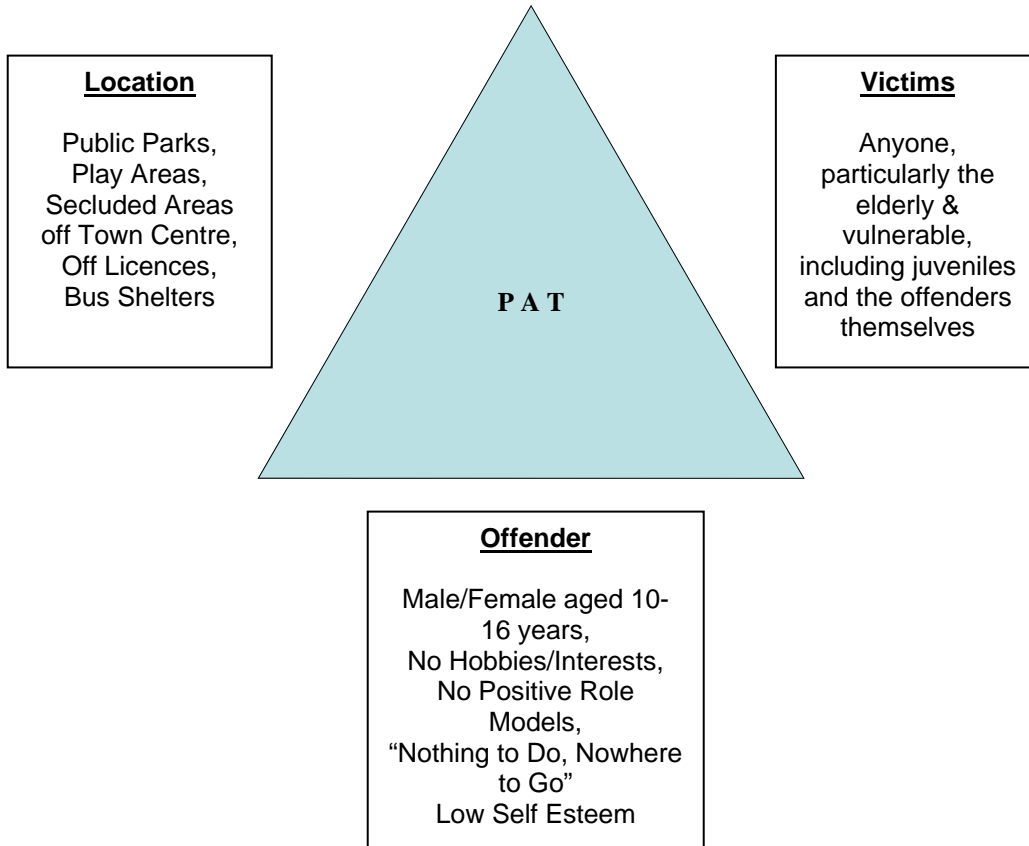 Location
Public Parks,
Play Areas,
Secluded Areas
off Town Centre,
Off Licences,
Bus Shelters
P A T
Victims
Anyone,
particularly the
elderly &
vulnerable,
including juveniles
and the offenders
themselves
Offender
Male/Female aged 10-
16 years,
No Hobbies/Interests,
No Positive Role
Models,
“Nothing to Do, Nowhere
to Go”
Low Self Esteem